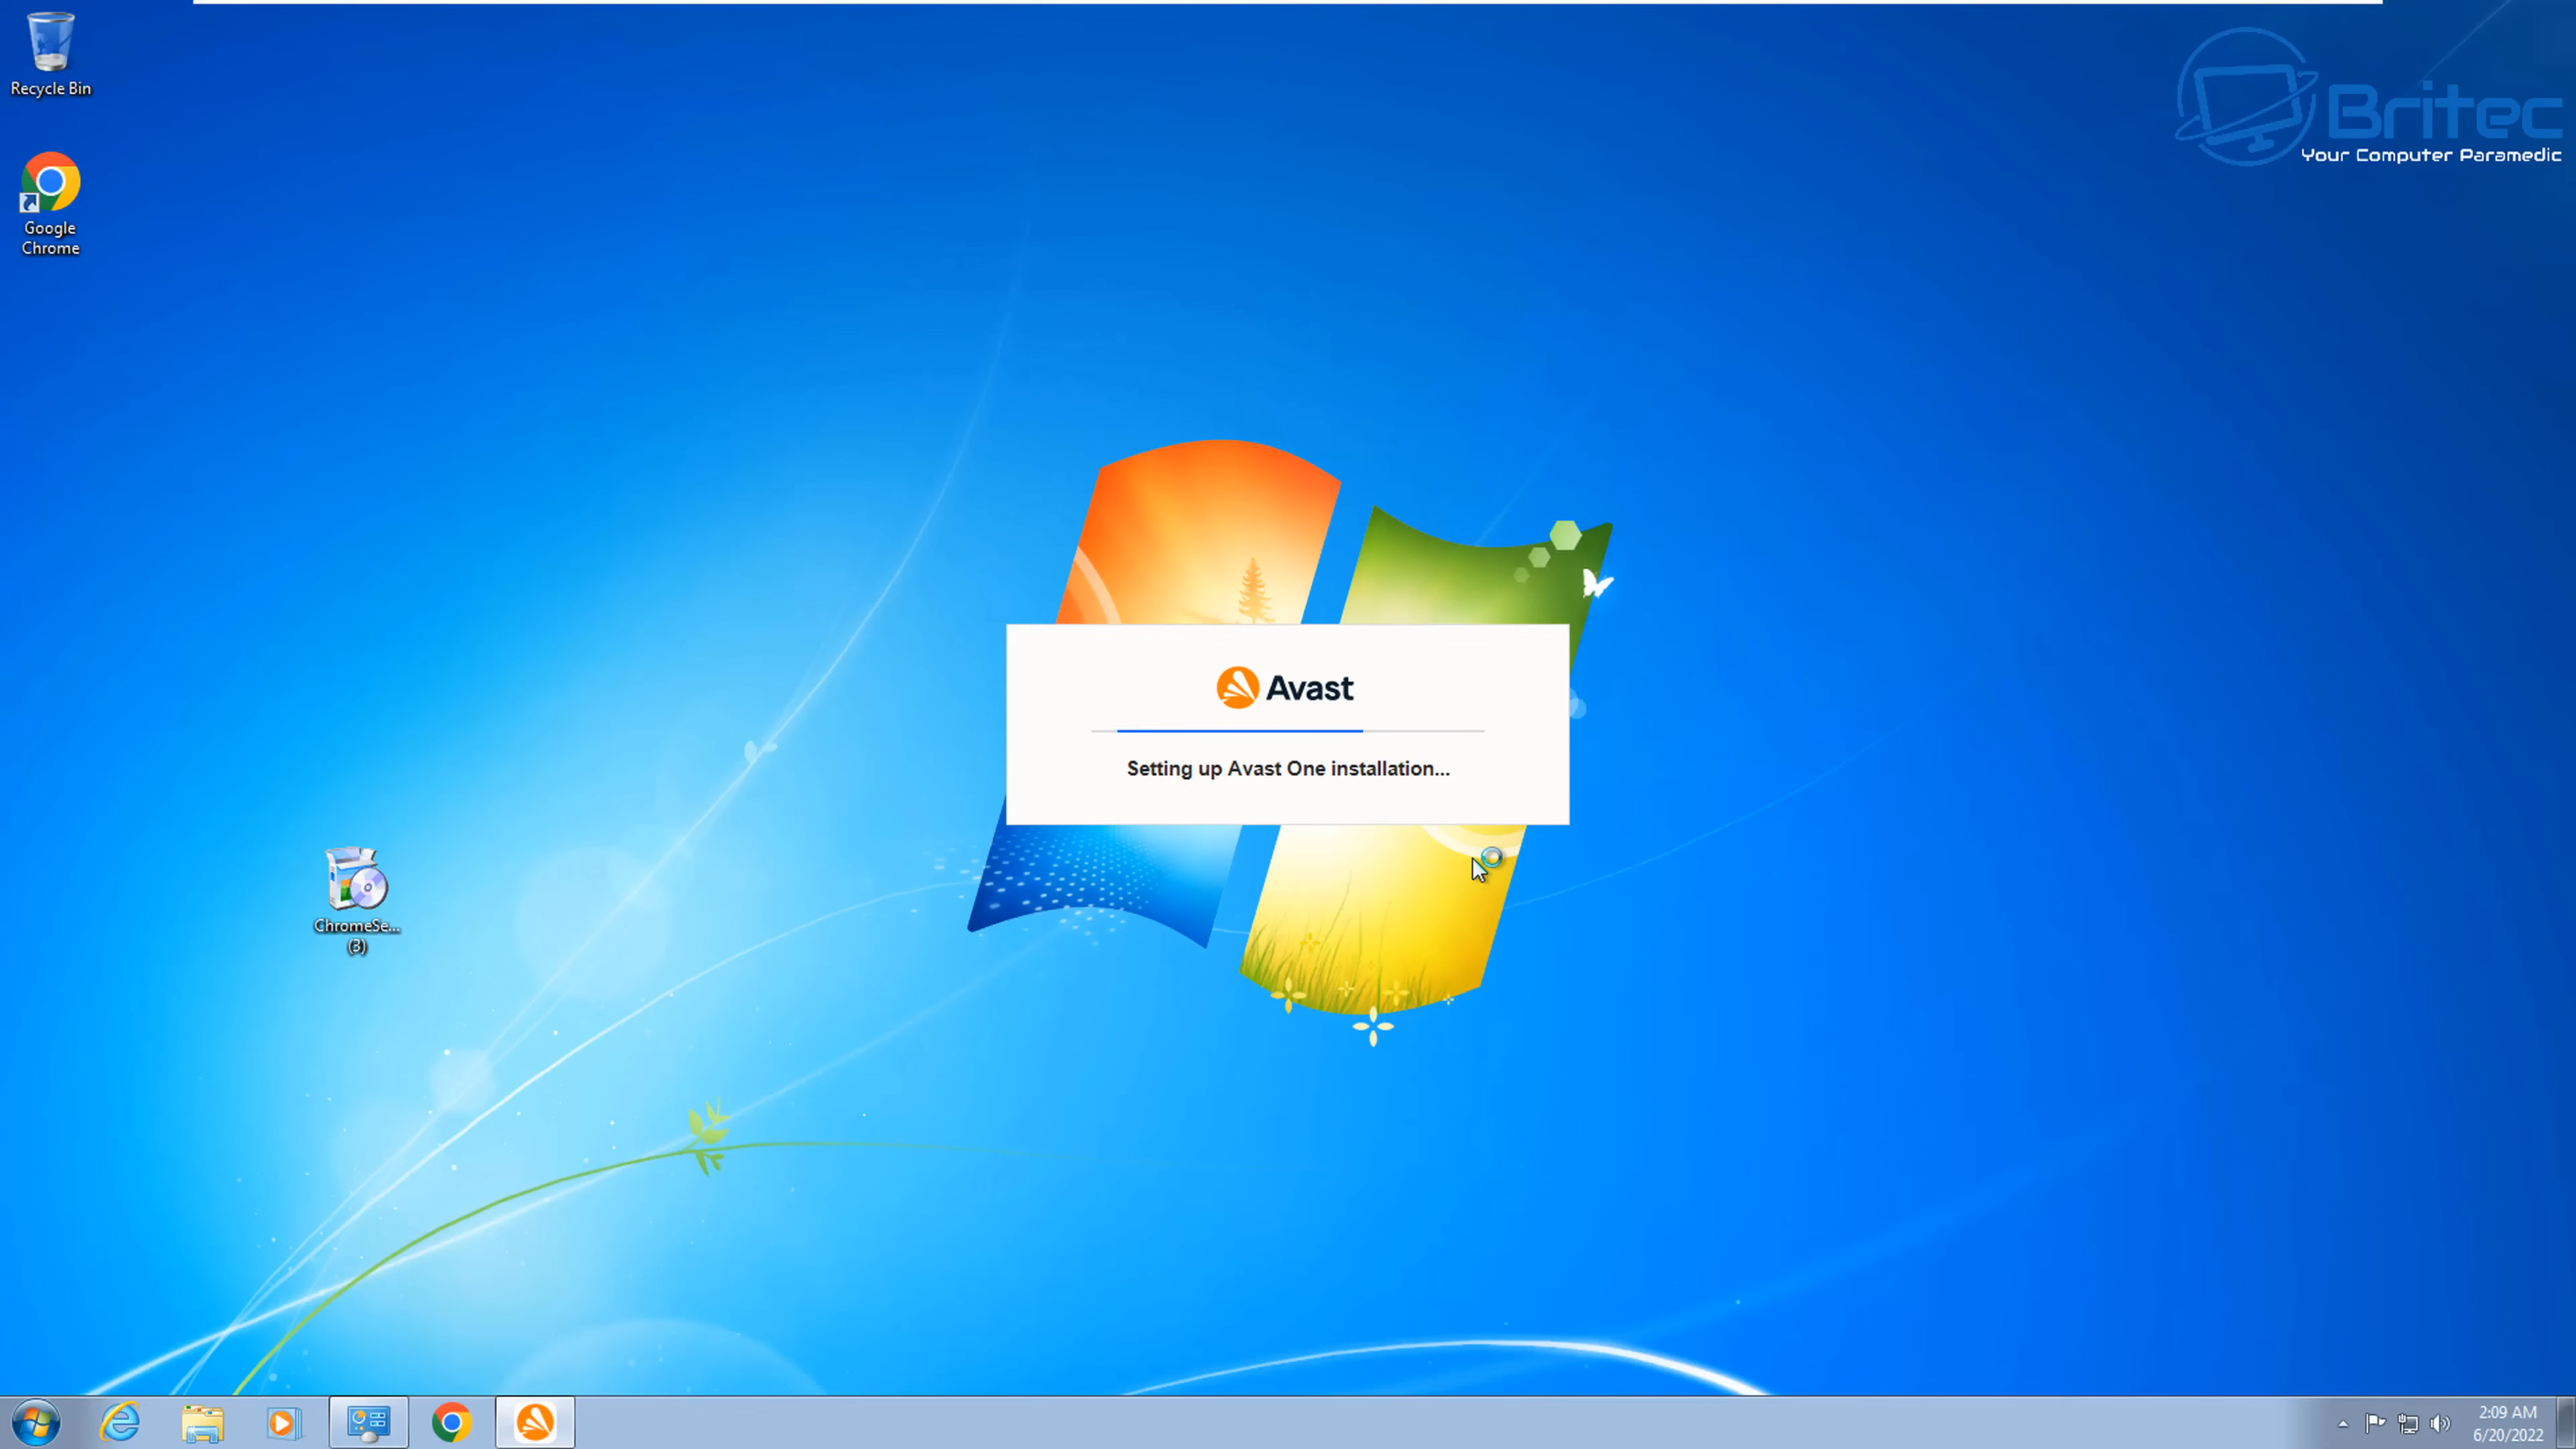 Recycle Bin
Britec
Your Computer Paramedic
Google
Chrome
Avast
Setting up Avast One installation...
ChromeSe...
(3)
2:09 AM
6/20/2022